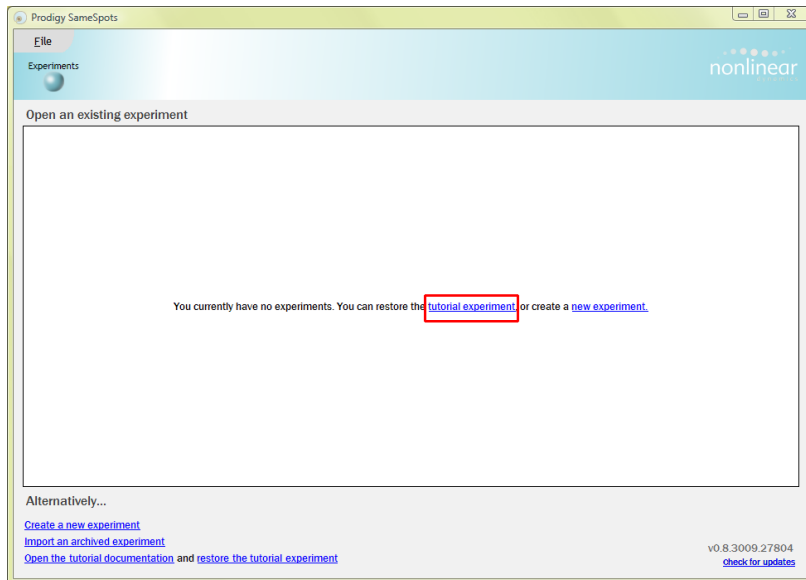 Prodigy SameSpots
File
Experiments
nonlinear
Open an existing experiment
You currently have no experiments. You can restore the tutorial experiment, or create a new experiment.
Alternatively...
Create a new experiment
Import an archived experiment
Open the tutorial documentation and restore the tutorial experiment
v0.8.3009.27804
Check for updates